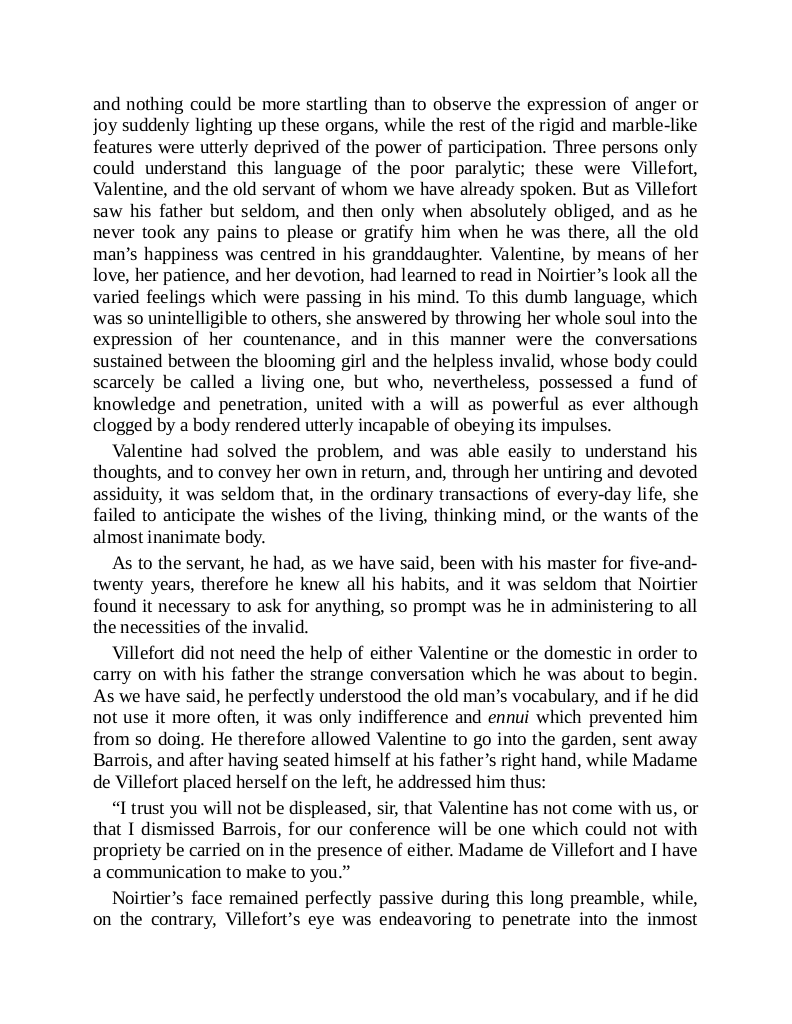 and nothing could be more startling than to observe the expression of anger or
joy suddenly lighting up these organs, while the rest of the rigid and marble-like
features were utterly deprived of the power of participation. Three persons only
could understand this language of the poor paralytic; these were Villefort,
Valentine, and the old servant of whom we have already spoken. But as Villefort
saw his father but seldom, and then only when absolutely obliged, and as he
never took any pains to please or gratify him when he was there, all the old
man’s happiness was centred in his granddaughter. Valentine, by means of her
love, her patience, and her devotion, had learned to read in Noirtier’s look all the
varied feelings which were passing in his mind. To this dumb language, which
was so unintelligible to others, she answered by throwing her whole soul into the
expression of her countenance, and in this manner were the conversations
sustained between the blooming girl and the helpless invalid, whose body could
scarcely be called a living one, but who, nevertheless, possessed a fund of
knowledge and penetration, united with a will as powerful as ever although
clogged by a body rendered utterly incapable of obeying its impulses.
Valentine had solved the problem, and was able easily to understand his
thoughts, and to convey her own in return, and, through her untiring and devoted
assiduity, it was seldom that, in the ordinary transactions of every-day life, she
failed to anticipate the wishes of the living, thinking mind, or the wants of the
almost inanimate body.
As to the servant, he had, as we have said, been with his master for five-and-
twenty years, therefore he knew all his habits, and it was seldom that Noirtier
found it necessary to ask for anything, so prompt was he in administering to all
the necessities of the invalid.
Villefort did not need the help of either Valentine or the domestic in order to
carry on with his father the strange conversation which he was about to begin.
As we have said, he perfectly understood the old man’s vocabulary, and if he did
not use it more often, it was only indifference and ennui which prevented him
from so doing. He therefore allowed Valentine to go into the garden, sent away
Barrois, and after having seated himself at his father’s right hand, while Madame
de Villefort placed herself on the left, he addressed him thus:
“I trust you will not be displeased, sir, that Valentine has not come with us, or
that I dismissed Barrois, for our conference will be one which could not with
propriety be carried on in the presence of either. Madame de Villefort and I have
a communication to make to you.”
Noirtier’s face remained perfectly passive during this long preamble, while,
on the contrary, Villefort’s eye was endeavoring to penetrate into the inmost